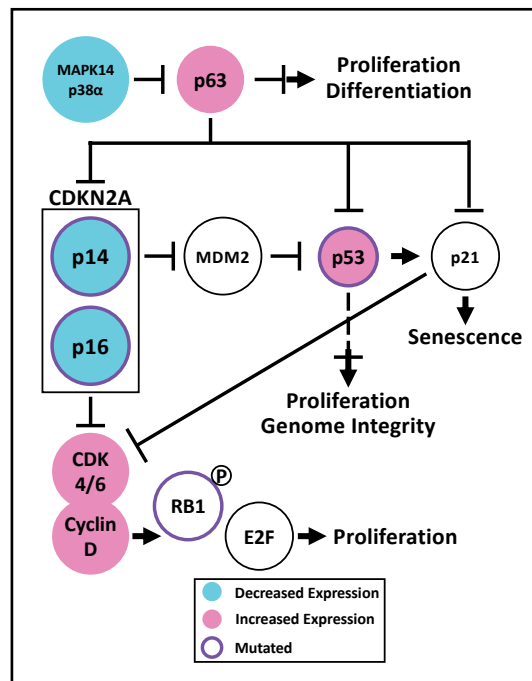 MAPK14
p38α
p63
Proliferation
Differentiation
CDKN2A
p14
MDM2
p53
p21
p16
Senescence
Proliferation
Genome Integrity
CDK
4/6
Cyclin
D
RB1
P
E2F
Proliferation
Decreased Expression
Increased Expression
Mutated